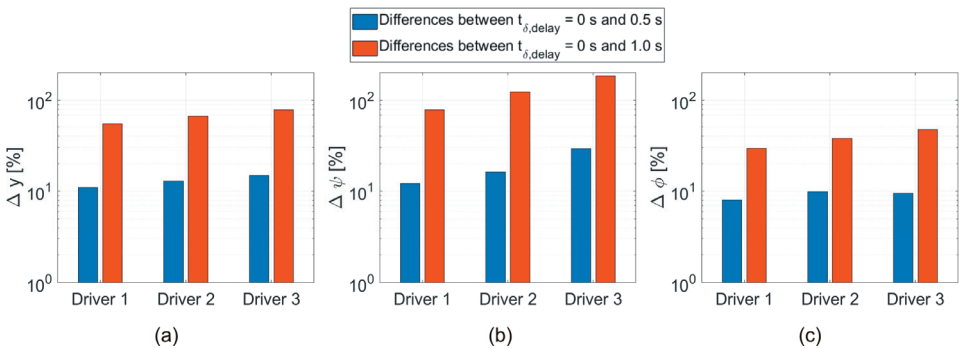 Differences between t_δ,delay = 0 s and 0.5 s
Differences between t_δ,delay = 0 s and 1.0 s
Δ y [%]
10^2
10^1
10^0
Driver 1 Driver 2 Driver 3
(a)
Δ ψ [%]
10^2
10^1
10^0
Driver 1 Driver 2 Driver 3
(b)
Δ ϕ [%]
10^2
10^1
10^0
Driver 1 Driver 2 Driver 3
(c)